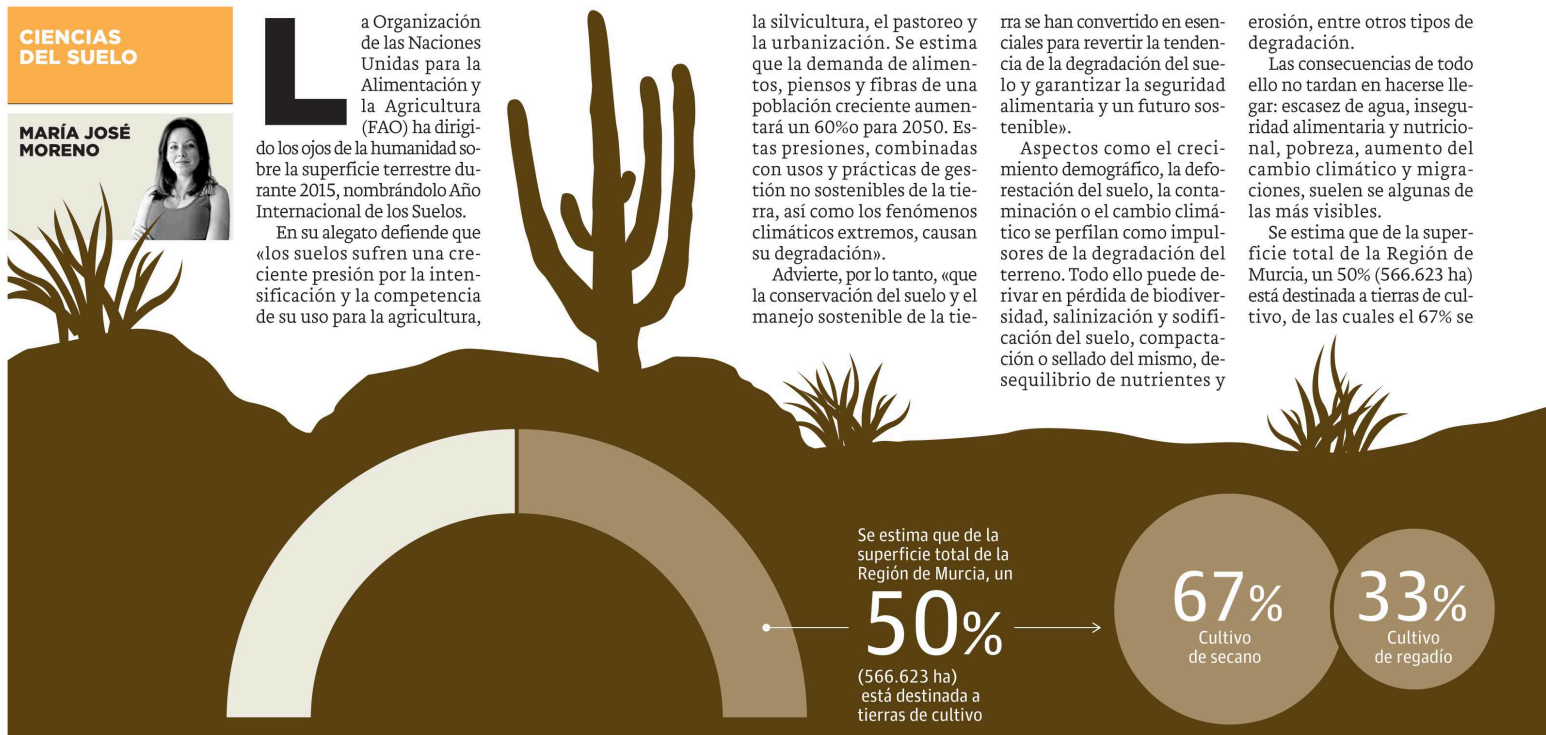 CIENCIAS
DEL SUELO
MARÍA JOSÉ
MORENO
La Organización
de las Naciones
Unidas para la
Alimentación y
la Agricultura
(FAO) ha dirigi-
do los ojos de la humanidad so-
bre la superficie terrestre du-
rante 2015, nombrándolo Año
Internacional de los Suelos.
En su alegato defiende que
«los suelos sufren una cre-
ciente presión por la inten-
sificación y la competencia
de su uso para la agricultura,
la silvicultura, el pastoreo y
la urbanización. Se estima
que la demanda de alimen-
tos, piensos y fibras de una
población creciente aumen-
tará un 60%o para 2050. Es-
tas presiones, combinadas
con usos y prácticas de ges-
tión no sostenibles de la tie-
rra, así como los fenómenos
climáticos extremos, causan
su degradación».
Advierte, por lo tanto, «que
la conservación del suelo y el
manejo sostenible de la tie-
rra se han convertido en esen-
ciales para revertir la tenden-
cia de la degradación del sue-
lo y garantizar la seguridad
alimentaria y un futuro sos-
tenible».
Aspectos como el creci-
miento demográfico, la defo-
restación del suelo, la conta-
minación o el cambio climá-
tico se perfilan como impul-
sores de la degradación del
terreno. Todo ello puede de-
rivar en pérdida de biodiver-
sidad, salinización y sodifi-
cación del suelo, compacta-
ción o sellado del mismo, de-
sequilibrio de nutrientes y
erosión, entre otros tipos de
degradación.
Las consecuencias de todo
ello no tardan en hacerse lle-
gar: escasez de agua, insegu-
ridad alimentaria y nutricio-
nal, pobreza, aumento del
cambio climático y migra-
ciones, suelen se algunas de
las más visibles.
Se estima que de la super-
ficie total de la Región de
Murcia, un 50% (566.623 ha)
está destinada a tierras de cul-
tivo, de las cuales el 67% se
Se estima que de la
superficie total de la
Región de Murcia, un
50%
(566.623 ha)
está destinada a
tierras de cultivo
67%
Cultivo
de secano
33%
Cultivo
de regadío